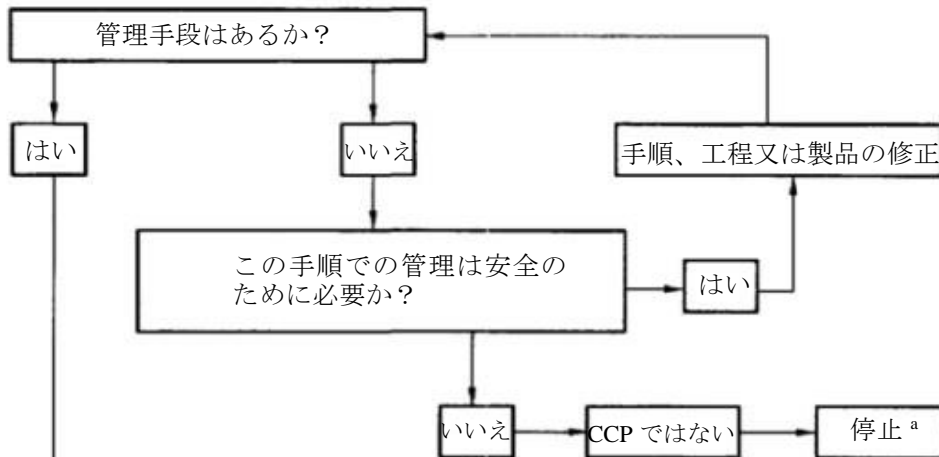 管理手段はあるか？
はい
いいえ
手順、工程又は製品の修正
この手順での管理は安全の
ために必要か？
はい
いいえ
CCP ではない
停止 a